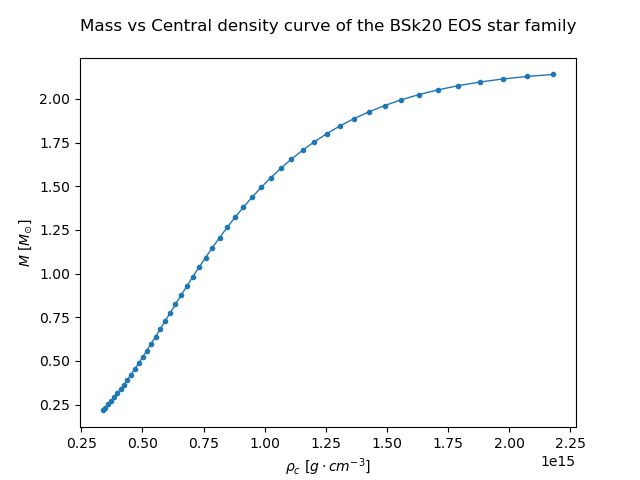 Mass vs Central density curve of the BSk20 EOS star family
2.00
1.75
1.50
1.25
1.00
0.75
0.50
0.25
M [M⊙]
0.25 0.50 0.75 1.00 1.25 1.50 1.75 2.00 2.25
1e15
ρc [g · cm−3]